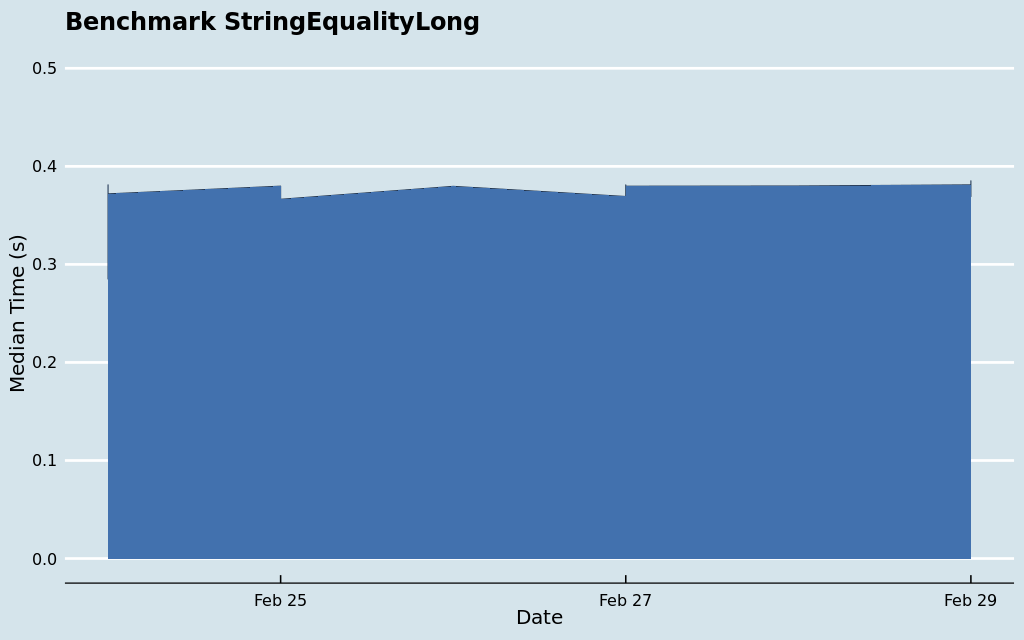 Benchmark StringEqualityLong
0.5
0.4
0.3
0.2
0.1
0.0
Median Time (s)
Feb 25
Feb 27
Feb 29
Date